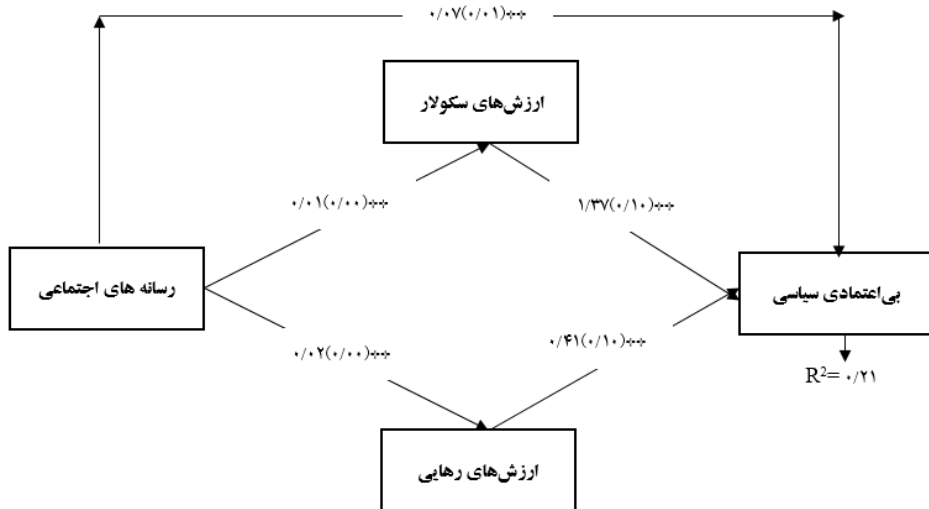 ۰/۰۷(۰/۰۱)**
ارزش‌های سکولار
۰/۰۱(۰/۰۰)**
۱/۳۷(۰/۱۰)**
رسانه های اجتماعی
بی‌اعتمادی سیاسی
۰/۰۲(۰/۰۰)**
۰/۴۱(۰/۱۰)**
R²= ۰/۲۱
ارزش‌های رهایی